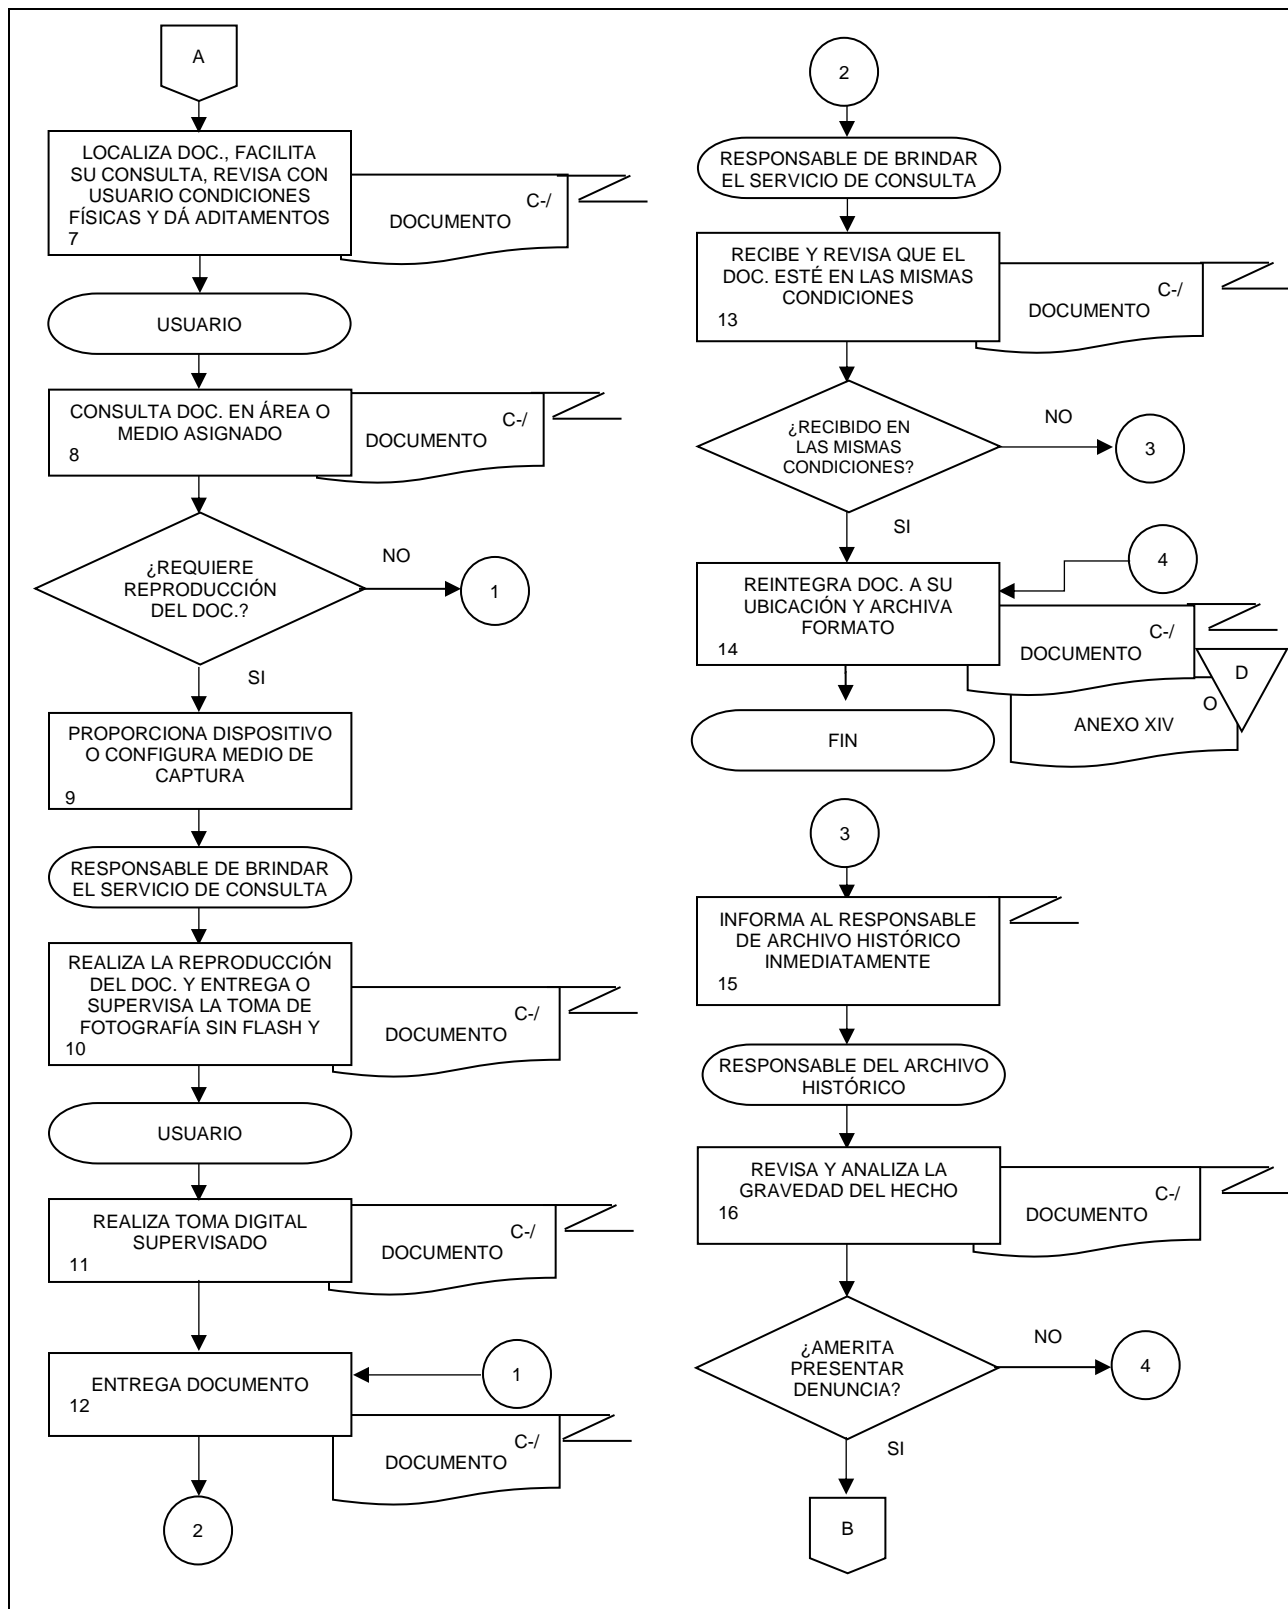 A
LOCALIZA DOC., FACILITA
SU CONSULTA, REVISA CON
USUARIO CONDICIONES
FÍSICAS Y DÁ ADITAMENTOS
7
C-/
DOCUMENTO
USUARIO
CONSULTA DOC. EN ÁREA O
MEDIO ASIGNADO
8
C-/
DOCUMENTO
¿REQUIERE
REPRODUCCIÓN
DEL DOC.?
NO
1
SI
PROPORCIONA DISPOSITIVO
O CONFIGURA MEDIO DE
CAPTURA
9
RESPONSABLE DE BRINDAR
EL SERVICIO DE CONSULTA
REALIZA LA REPRODUCCIÓN
DEL DOC. Y ENTREGA O
SUPERVISA LA TOMA DE
FOTOGRAFÍA SIN FLASH Y
10
C-/
DOCUMENTO
USUARIO
REALIZA TOMA DIGITAL
SUPERVISADO
11
C-/
DOCUMENTO
1
ENTREGA DOCUMENTO
12
C-/
DOCUMENTO
2
2
RESPONSABLE DE BRINDAR
EL SERVICIO DE CONSULTA
RECIBE Y REVISA QUE EL
DOC. ESTÉ EN LAS MISMAS
CONDICIONES
13
C-/
DOCUMENTO
¿RECIBIDO EN
LAS MISMAS
CONDICIONES?
NO
3
SI
4
REINTEGRA DOC. A SU
UBICACIÓN Y ARCHIVA
FORMATO
14
C-/
DOCUMENTO
D
O
ANEXO XIV
FIN
3
INFORMA AL RESPONSABLE
DE ARCHIVO HISTÓRICO
INMEDIATAMENTE
15
RESPONSABLE DEL ARCHIVO
HISTÓRICO
REVISA Y ANALIZA LA
GRAVEDAD DEL HECHO
16
C-/
DOCUMENTO
¿AMERITA
PRESENTAR
DENUNCIA?
NO
4
SI
B